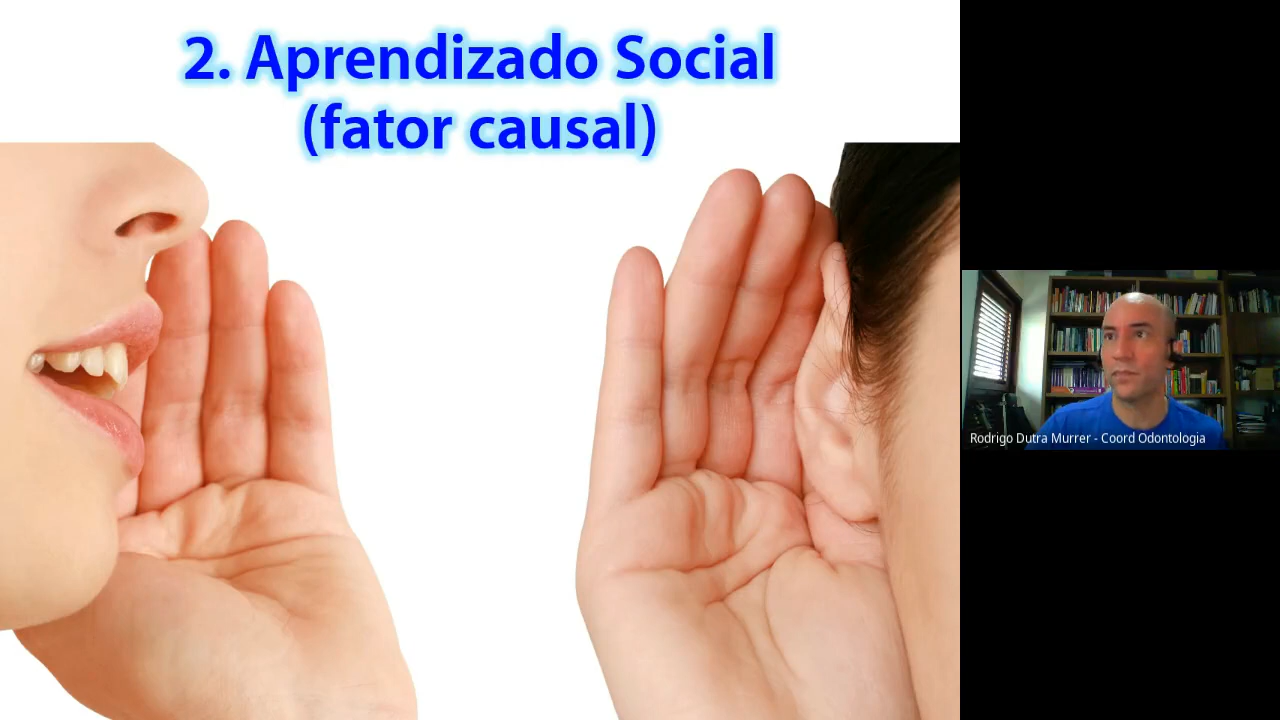 2. Aprendizado Social
(fator causal)
Rodrigo Dutra Murrer - Coord Odontologia